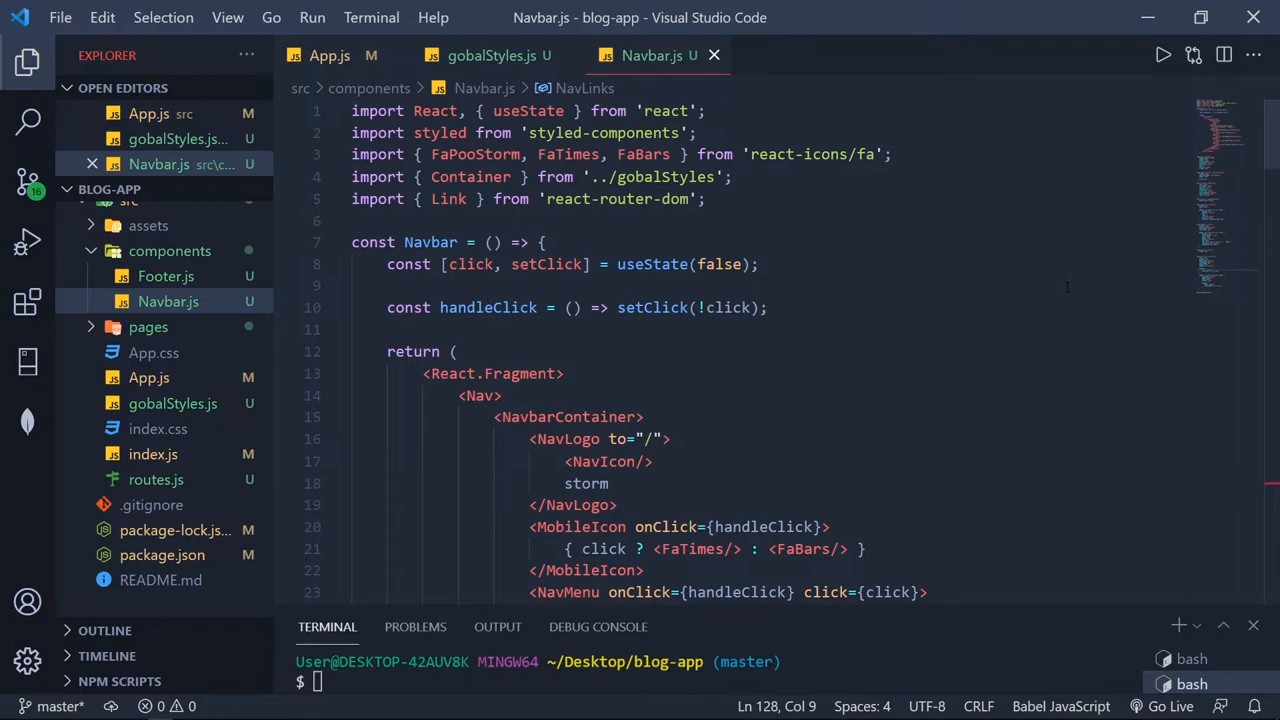 File Edit Selection View Go Run Terminal Help Navbar.js - blog-app - Visual Studio Code
EXPLORER ... App.js M gobalStyles.js U Navbar.js U
OPEN EDITORS
App.js src M
gobalStyles.js...
Navbar.js src\c... U
src > components > Navbar.js > NavLinks
BLOG-APP
src
assets
components
Footer.js U
Navbar.js U
pages
App.css
App.js M
gobalStyles.js U
index.css
index.js M
routes.js U
.gitignore
package-lock.js... M
package.json M
README.md
OUTLINE
TIMELINE
NPM SCRIPTS
16
1 import React, { useState } from 'react';
2 import styled from 'styled-components';
3 import { FaPooStorm, FaTimes, FaBars } from 'react-icons/fa';
4 import { Container } from '../gobalStyles';
5 import { Link } from 'react-router-dom';
6
7 const Navbar = () => {
8 const [click, setClick] = useState(false);
9
10 const handleClick = () => setClick(!click);
11
12 return (
13 <React.Fragment>
14 <Nav>
15 <NavbarContainer>
16 <NavLogo to="/">
17 <NavIcon/>
18 storm
19 </NavLogo>
20 <MobileIcon onClick={handleClick}>
21 { click ? <FaTimes/> : <FaBars/> }
22 </MobileIcon>
23 <NavMenu onClick={handleClick} click={click}>
TERMINAL PROBLEMS OUTPUT DEBUG CONSOLE
User@DESKTOP-42AUV8K MINGW64 ~/Desktop/blog-app (master)
$
bash
bash
master* 0 0 Ln 128, Col 9 Spaces: 4 UTF-8 CRLF Babel JavaScript Go Live